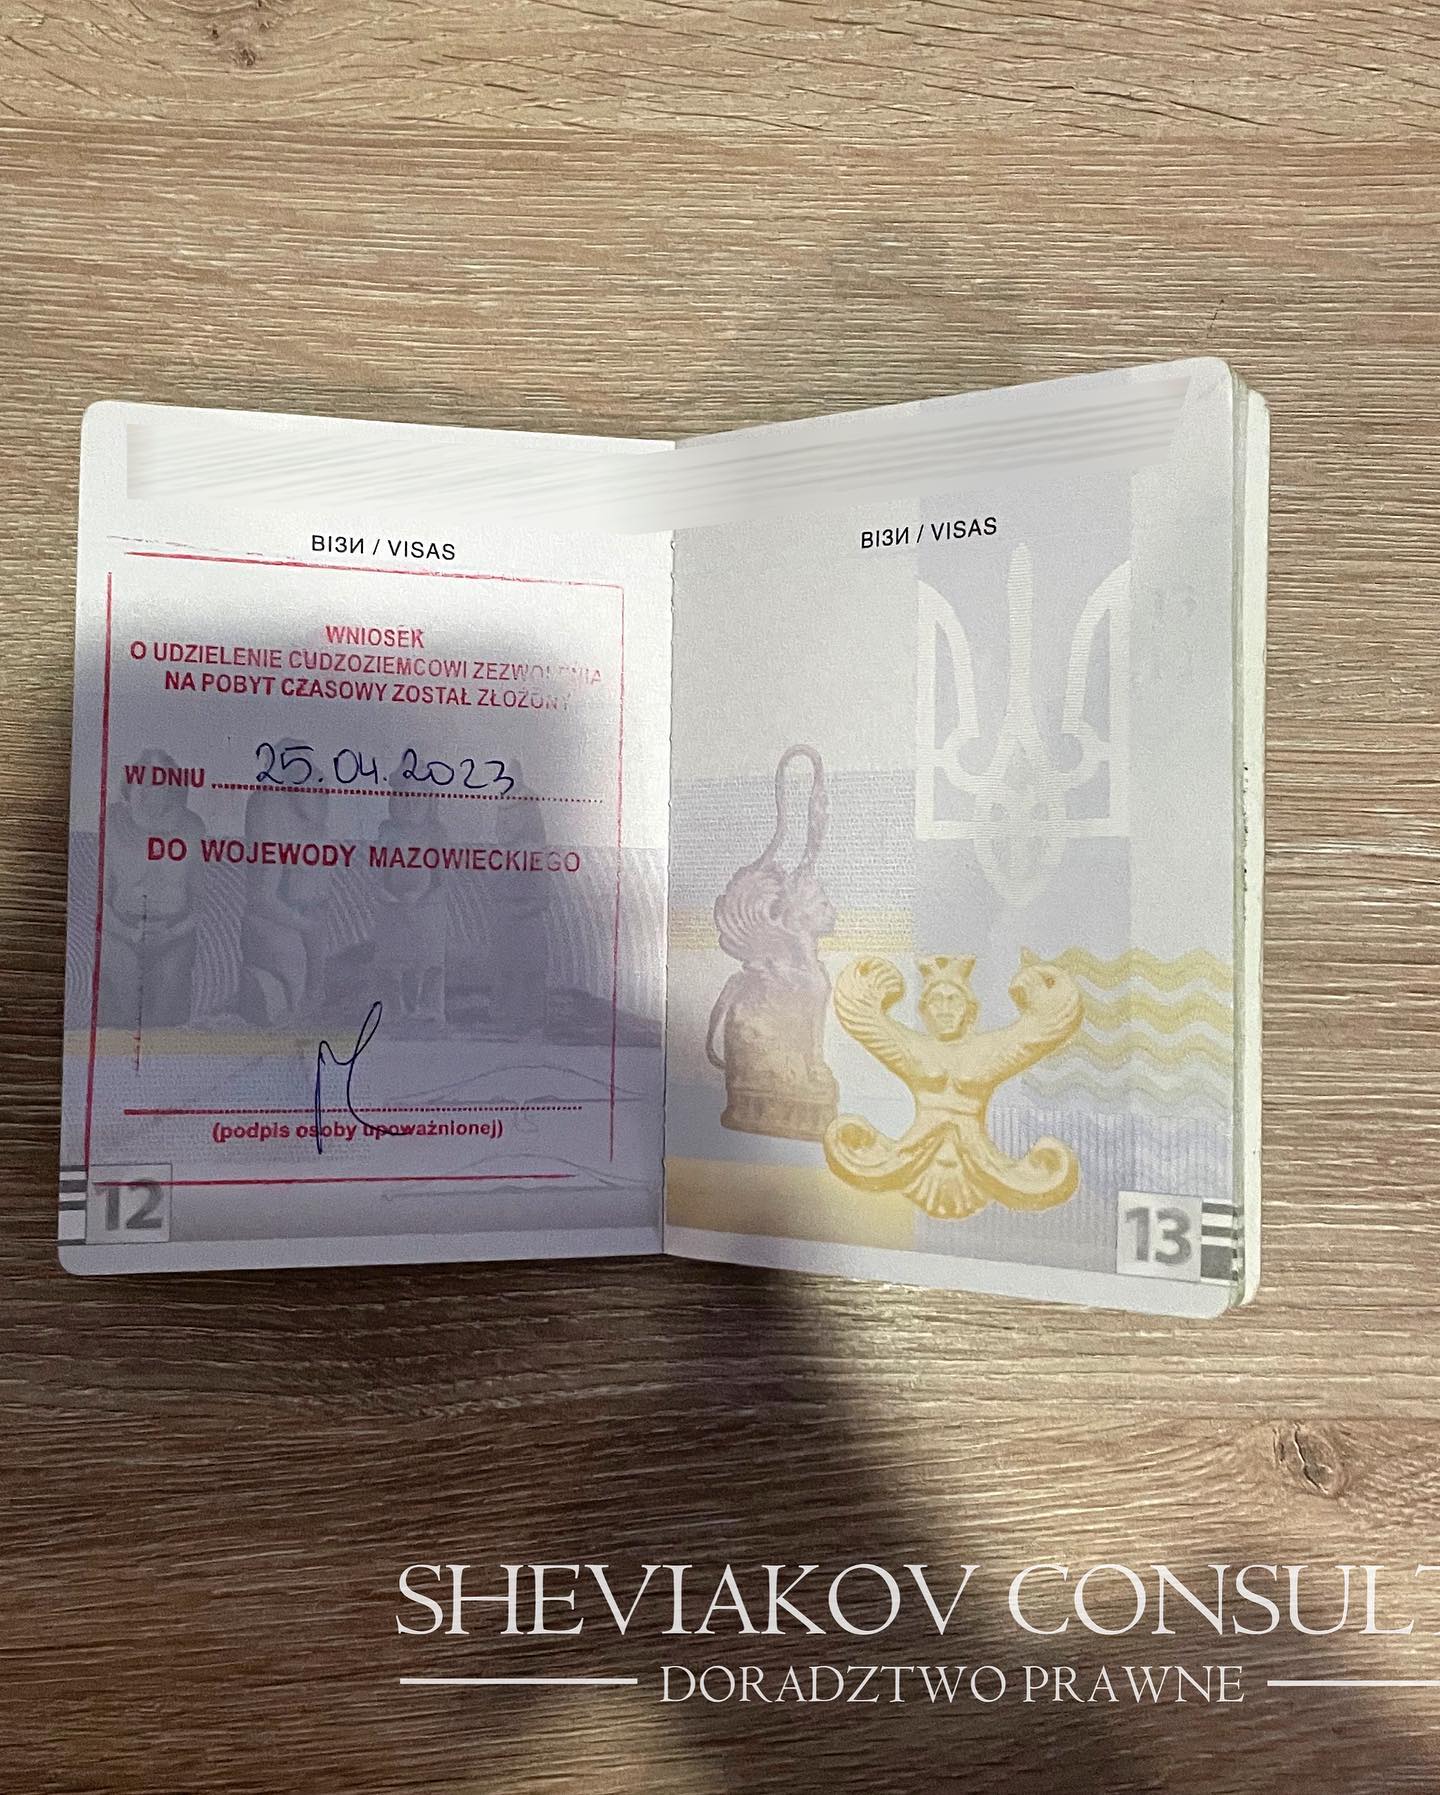 ВІЗИ / VISAS
WNIOSEK
O UDZIELENIE CUDZOZIEMCOWI ZEZWOLENIA
NA POBYT CZASOWY ZOSTAŁ ZŁOŻONY
W DNIU 25.04.2023
DO WOJEWODY MAZOWIECKIEGO
(podpis osoby upoważnionej)
12
ВІЗИ / VISAS
13
SHEVIAKOV CONSULT
DORADZTWO PRAWNE